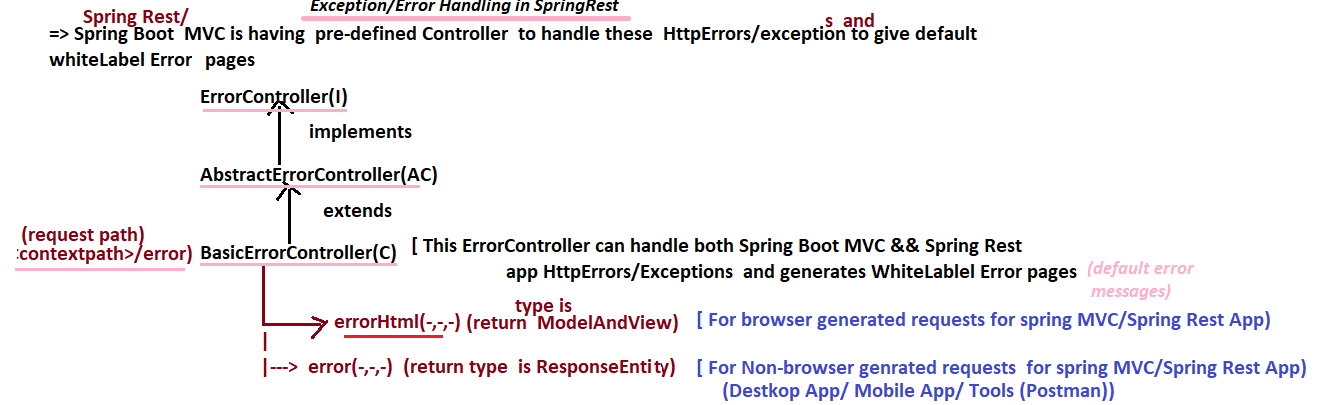 Exception/Error Handling in SpringRest
Spring Rest/
s and
=> Spring Boot MVC is having pre-defined Controller to handle these HttpErrors/exception to give default
whiteLabel Error pages
ErrorController(I)
implements
AbstractErrorController(AC)
extends
(request path)
contextpath>/error)
BasicErrorController(C) [ This ErrorController can handle both Spring Boot MVC && Spring Rest
app HttpErrors/Exceptions and generates WhiteLablel Error pages (default error
messages)
type is
errorHtml(-,-,-) (return ModelAndView) [ For browser generated requests for spring MVC/Spring Rest App)
|
|---> error(-,-,-) (return type is ResponseEntity) [ For Non-browser genrated requests for spring MVC/Spring Rest App)
(Destkop App/ Mobile App/ Tools (Postman))